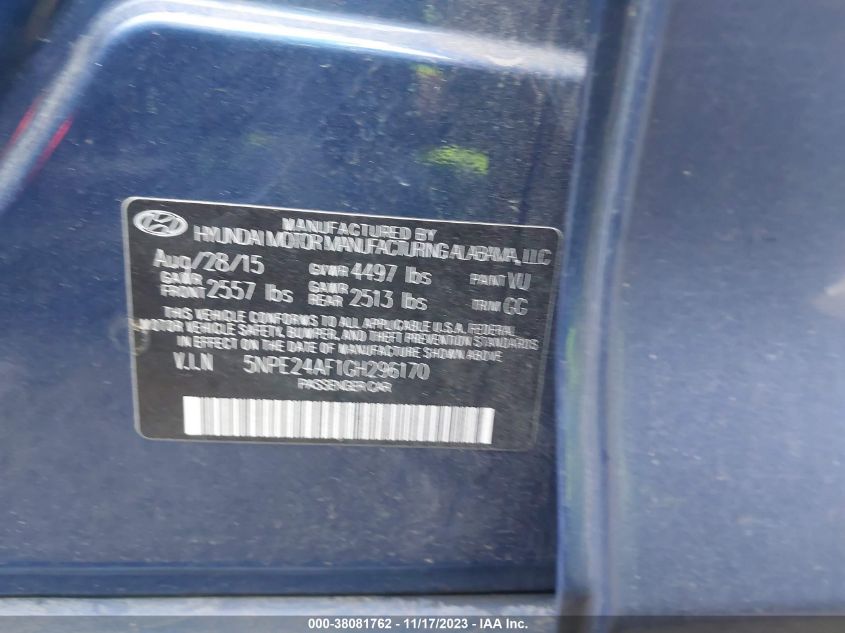 MANUFACTURED BY
HYUNDAI MOTOR MANUFACTURING ALABAMA, LLC
Aug/28/15 GVWR 4497 lbs PAINT VU
GAWR FRONT 2557 lbs GAWR REAR 2513 lbs TRIM GG
THIS VEHICLE CONFORMS TO ALL APPLICABLE U.S.A. FEDERAL
MOTOR VEHICLE SAFETY, BUMPER, AND THEFT PREVENTION STANDARDS
IN EFFECT ON THE DATE OF MANUFACTURE SHOWN ABOVE.
V.I.N 5NPE24AF1GH296170
PASSENGER CAR
000-38081762 - 11/17/2023 - © IAA Holdings, LLC.